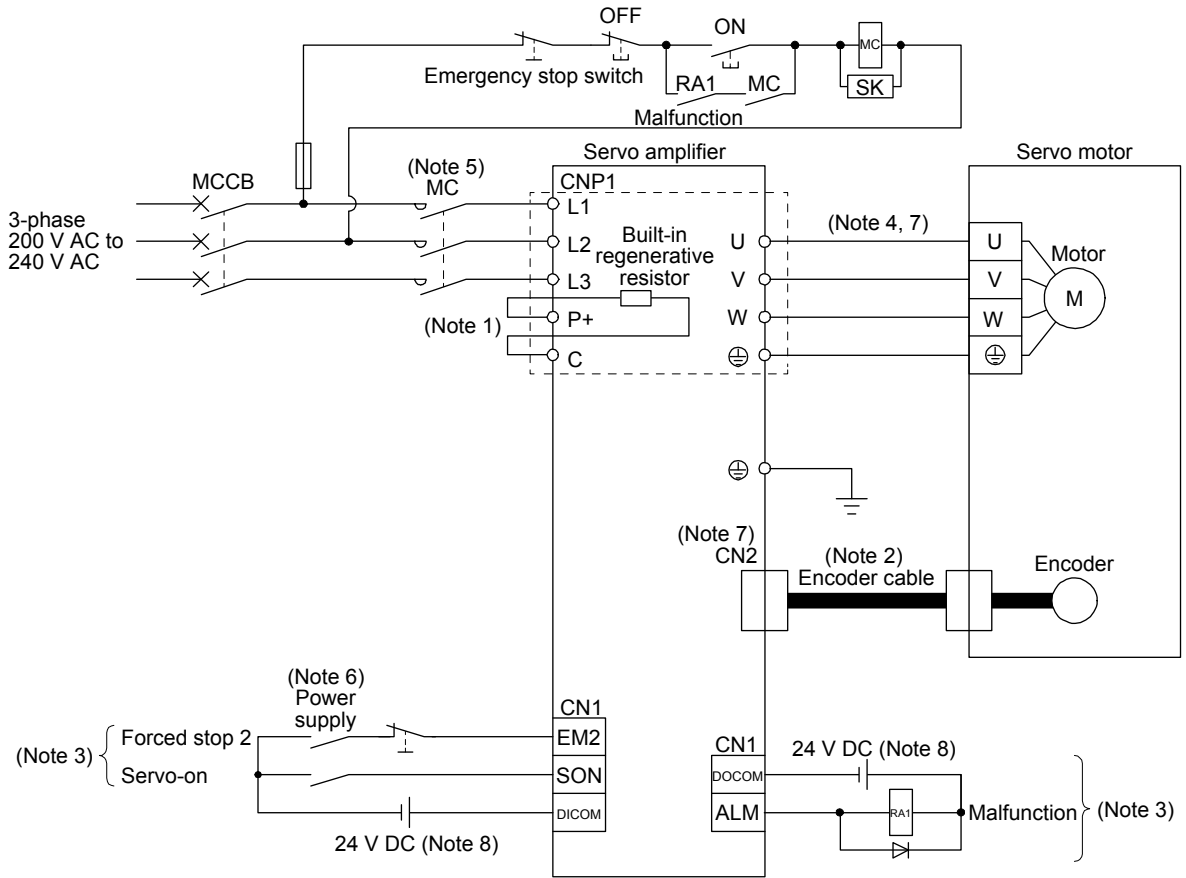 OFF
ON
MC
Emergency stop switch
RA1
MC
SK
Malfunction
Servo amplifier
Servo motor
(Note 5)
MCCB
MC
CNP1
L1
3-phase
200 V AC to
240 V AC
L2
Built-in
regenerative
resistor
U
(Note 4, 7)
U
Motor
L3
V
V
M
(Note 1)
P+
W
W
C
(Note 7)
CN2
(Note 2)
Encoder cable
Encoder
(Note 6)
Power
supply
CN1
(Note 3)
Forced stop 2
EM2
CN1
24 V DC (Note 8)
Servo-on
SON
DOCOM
DICOM
ALM
RA1
Malfunction
(Note 3)
24 V DC (Note 8)